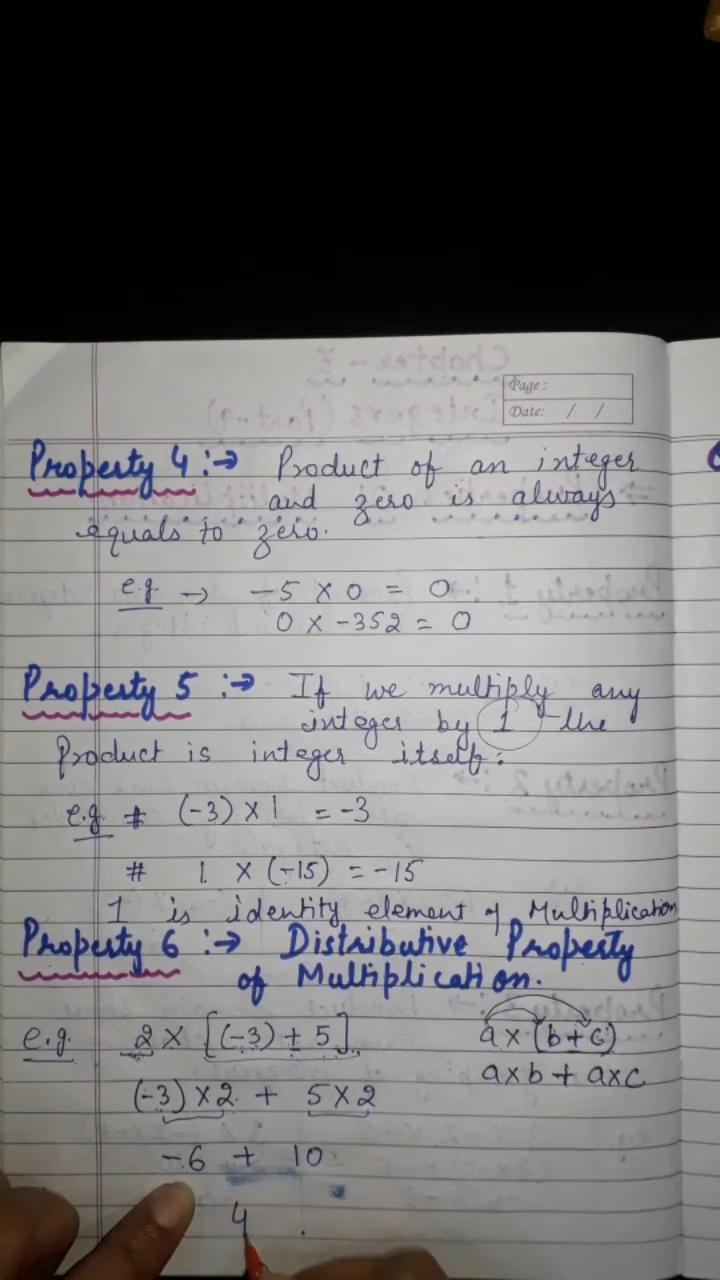 Page:
Date: / /
Property 4 :→ Product of an integer
and zero is always
equals to zero.
e.g → -5 × 0 = 0
0 × -352 = 0
Property 5 :→ If we multiply any
integer by 1 the
Product is integer itself:
e.g # (-3) × 1 = -3
# 1 × (-15) = -15
1 is identity element of Multiplication
Property 6 :→ Distributive Property
of Multiplication.
e.g. 2 × [(-3) + 5]
a × (b + c)
(-3) × 2 + 5 × 2
a×b + a×c
-6 + 10
4